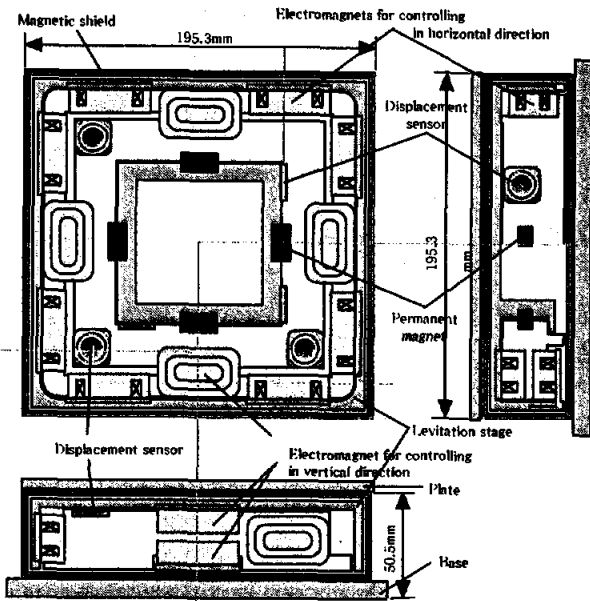 Magnetic shield
Electromagnets for controlling
in horizontal direction
195.3mm
Displacement
sensor
195.3
mm
Permanent
magnet
Displacement sensor
Levitation stage
Electromagnet for controlling
in vertical direction
Plate
50.5mm
Base